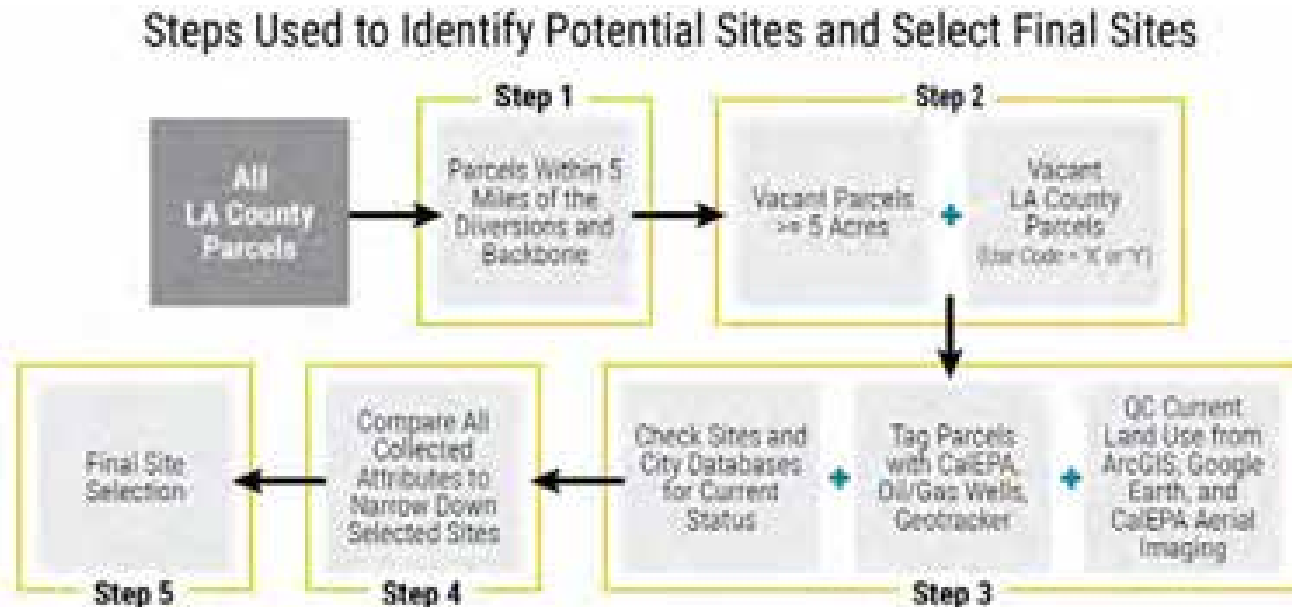 Steps Used to Identify Potential Sites and Select Final Sites
Step 1
Step 2
All
LA County
Parcels
Parcels Within 5
Miles of the
Diversions and
Backbone
Vacant Parcels
>= 5 Acres
+
Vacant
LA County
Parcels
(Use Code = 'X' or 'Y')
Final Site
Selection
Compare All
Collected
Attributes to
Narrow Down
Selected Sites
Check Sites and
City Databases
for Current
Status
+
Tag Parcels
with CalEPA,
Oil/Gas Wells,
Geotracker
+
QC Current
Land Use from
ArcGIS, Google
Earth, and
CalEPA Aerial
Imaging
Step 5
Step 4
Step 3